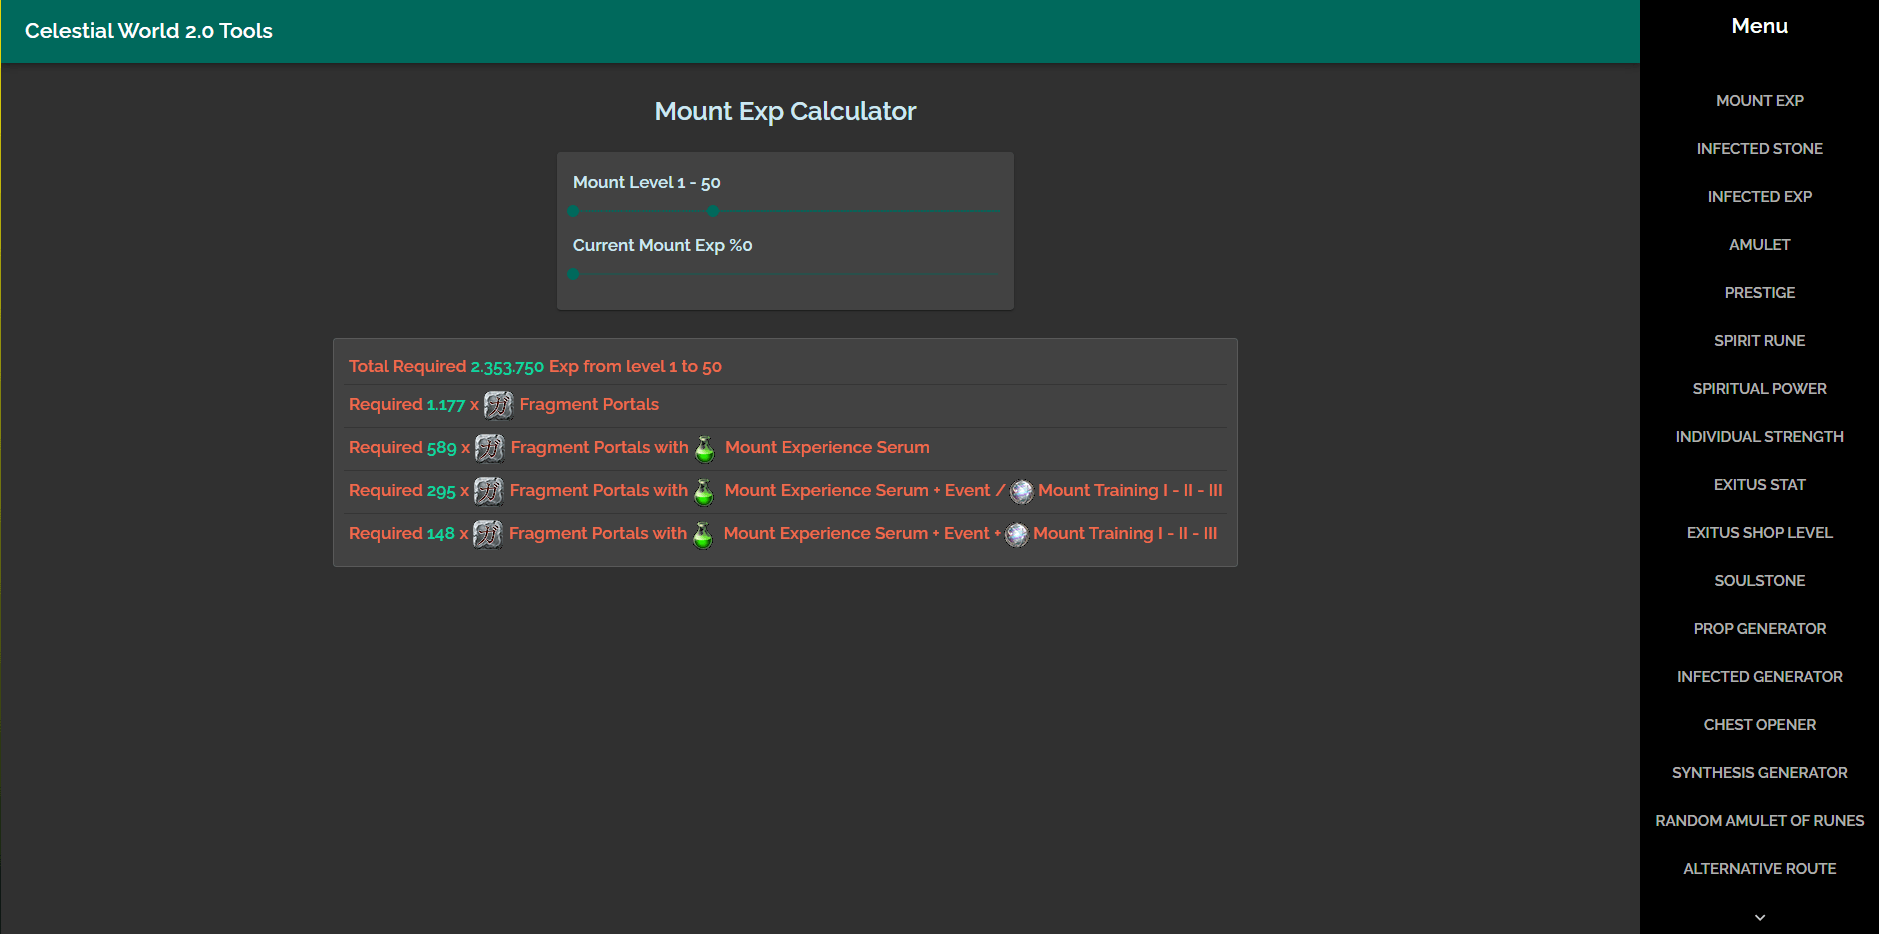 Celestial World 2.0 Tools
Mount Exp Calculator
Mount Level 1 - 50
Current Mount Exp %0
Total Required 2.353.750 Exp from level 1 to 50
Required 1.177 x ガ Fragment Portals
Required 589 x ガ Fragment Portals with Mount Experience Serum
Required 295 x ガ Fragment Portals with Mount Experience Serum + Event / Mount Training I - II - III
Required 148 x ガ Fragment Portals with Mount Experience Serum + Event + Mount Training I - II - III
Menu
MOUNT EXP
INFECTED STONE
INFECTED EXP
AMULET
PRESTIGE
SPIRIT RUNE
SPIRITUAL POWER
INDIVIDUAL STRENGTH
EXITUS STAT
EXITUS SHOP LEVEL
SOULSTONE
PROP GENERATOR
INFECTED GENERATOR
CHEST OPENER
SYNTHESIS GENERATOR
RANDOM AMULET OF RUNES
ALTERNATIVE ROUTE